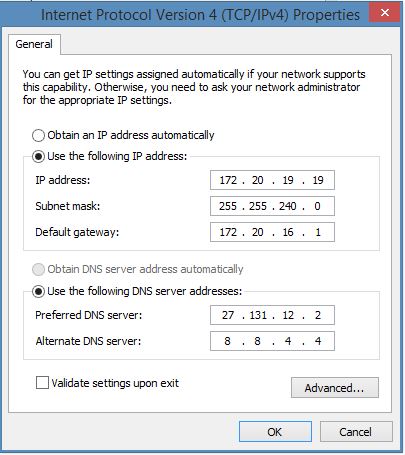 Internet Protocol Version 4 (TCP/IPv4) Properties
General
You can get IP settings assigned automatically if your network supports
this capability. Otherwise, you need to ask your network administrator
for the appropriate IP settings.
Obtain an IP address automatically
Use the following IP address:
IP address: 172 . 20 . 19 . 19
Subnet mask: 255 . 255 . 240 . 0
Default gateway: 172 . 20 . 16 . 1
Obtain DNS server address automatically
Use the following DNS server addresses:
Preferred DNS server: 27 . 131 . 12 . 2
Alternate DNS server: 8 . 8 . 4 . 4
Validate settings upon exit
Advanced...
OK Cancel